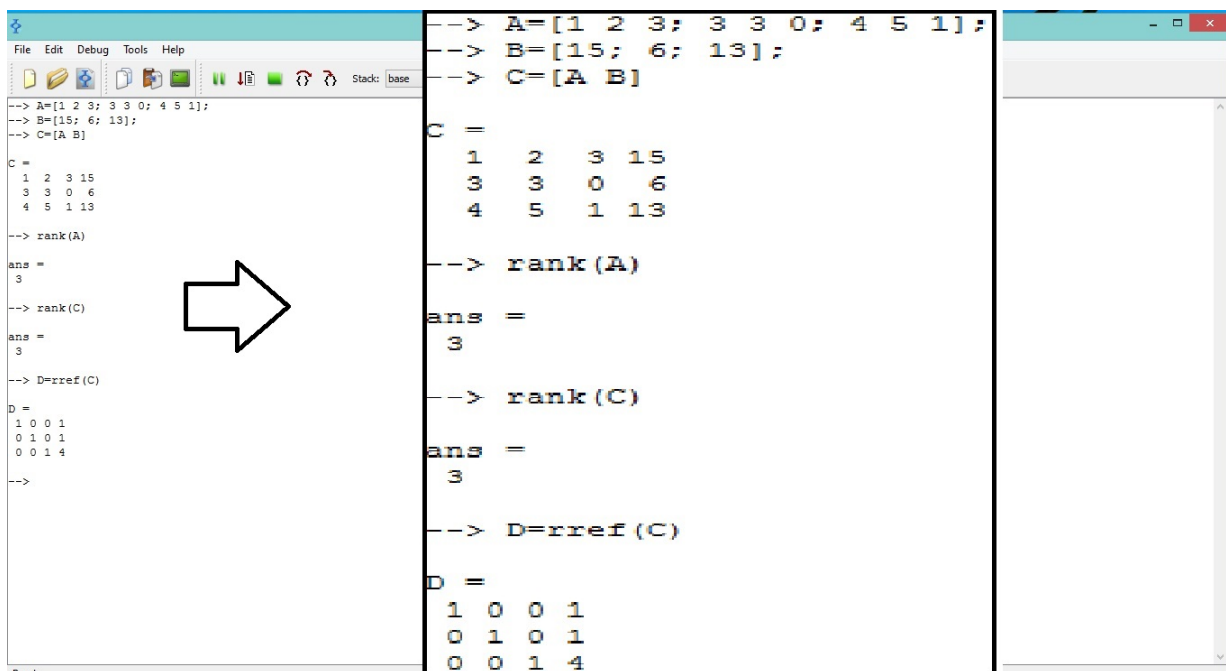 File Edit Debug Tools Help
Stack: base
--> A=[1 2 3; 3 3 0; 4 5 1];
--> B=[15; 6; 13];
--> C=[A B]
C =
1 2 3 15
3 3 0 6
4 5 1 13
--> rank(A)
ans =
3
--> rank(C)
ans =
3
--> D=rref(C)
D =
1 0 0 1
0 1 0 1
0 0 1 4
-->
--> A=[1 2 3; 3 3 0; 4 5 1];
--> B=[15; 6; 13];
--> C=[A B]
C =
1 2 3 15
3 3 0 6
4 5 1 13
--> rank(A)
ans =
3
--> rank(C)
ans =
3
--> D=rref(C)
D =
1 0 0 1
0 1 0 1
0 0 1 4